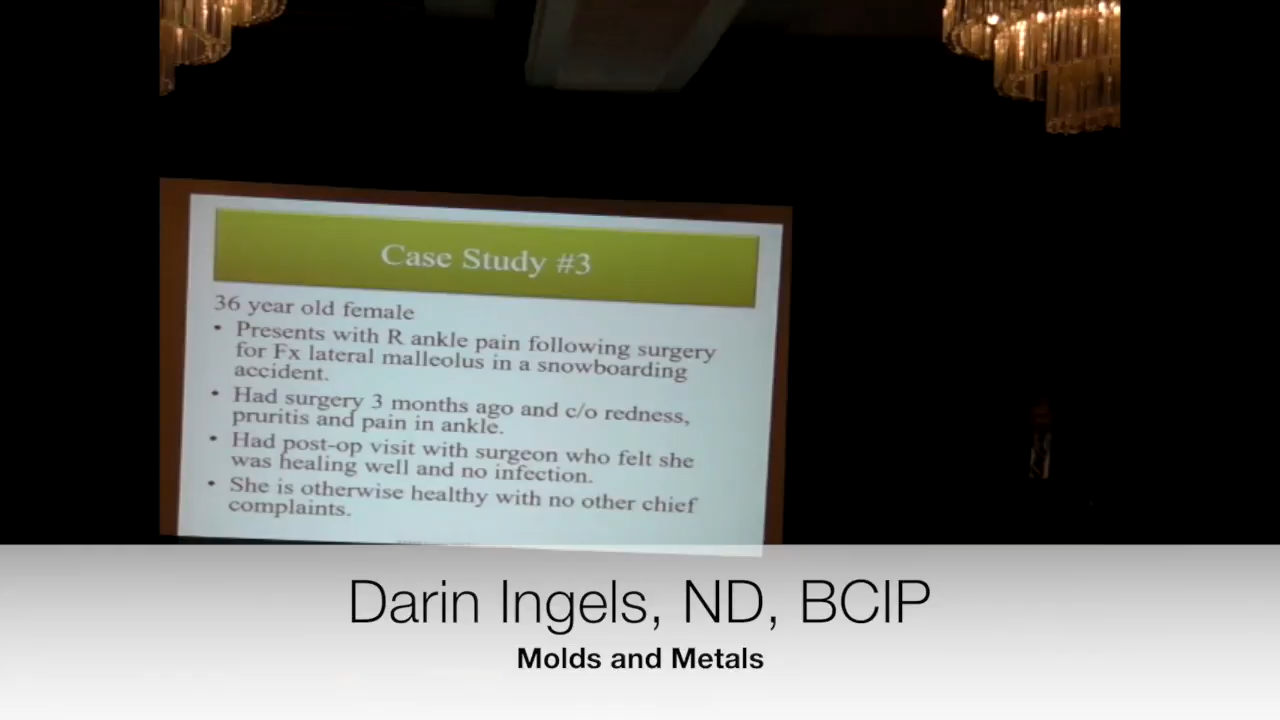 Case Study #3
36 year old female
• Presents with R ankle pain following surgery
for Fx lateral malleolus in a snowboarding
accident.
• Had surgery 3 months ago and c/o redness,
pruritis and pain in ankle.
• Had post-op visit with surgeon who felt she
was healing well and no infection.
• She is otherwise healthy with no other chief
complaints.
Darin Ingels, ND, BCIP
Molds and Metals